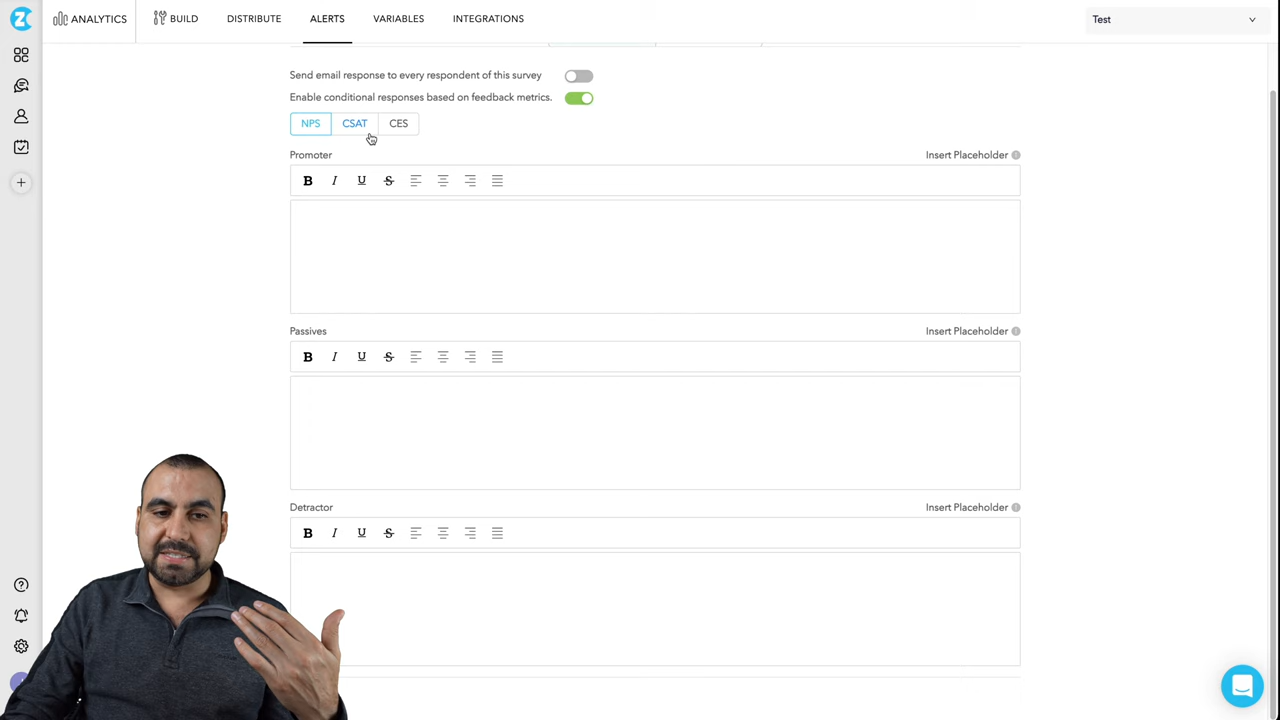 ANALYTICS BUILD DISTRIBUTE ALERTS VARIABLES INTEGRATIONS Test
Send email response to every respondent of this survey
Enable conditional responses based on feedback metrics.
NPS CSAT CES
Promoter Insert Placeholder
B I U S
Passives Insert Placeholder
B I U S
Detractor Insert Placeholder
B I U S